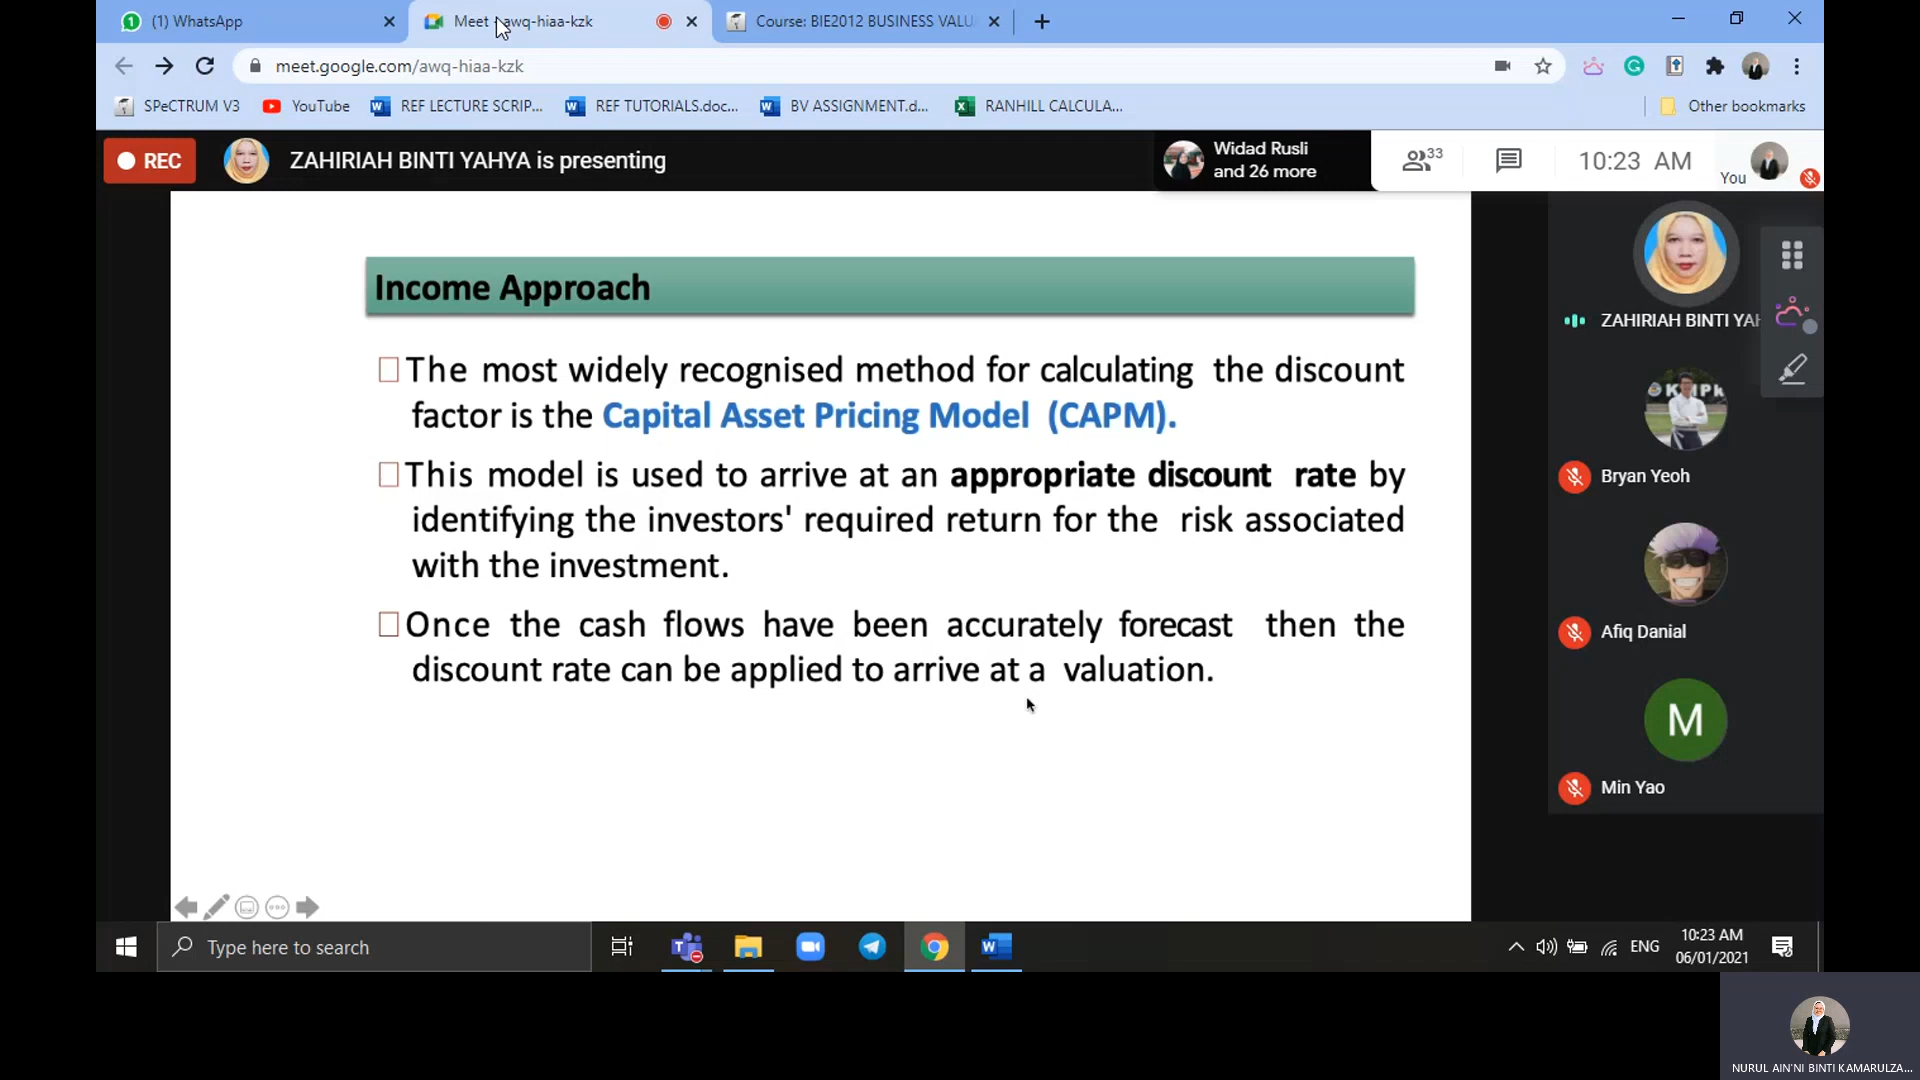 (1) WhatsApp
Meet - awq-hiaa-kzk
Course: BIE2012 BUSINESS VALU
meet.google.com/awq-hiaa-kzk
SPeCTRUM V3
YouTube
REF LECTURE SCRIP...
REF TUTORIALS.doc...
BV ASSIGNMENT.d...
RANHILL CALCULA...
Other bookmarks
REC
ZAHIRIAH BINTI YAHYA is presenting
Widad Rusli
and 26 more
33
10:23 AM
You
Income Approach
The most widely recognised method for calculating the discount
factor is the Capital Asset Pricing Model (CAPM).
This model is used to arrive at an appropriate discount rate by
identifying the investors' required return for the risk associated
with the investment.
Once the cash flows have been accurately forecast then the
discount rate can be applied to arrive at a valuation.
ZAHIRIAH BINTI YAH
Bryan Yeoh
Afiq Danial
M
Min Yao
Type here to search
ENG
10:23 AM
06/01/2021
NURUL AIN'NI BINTI KAMARULZA...